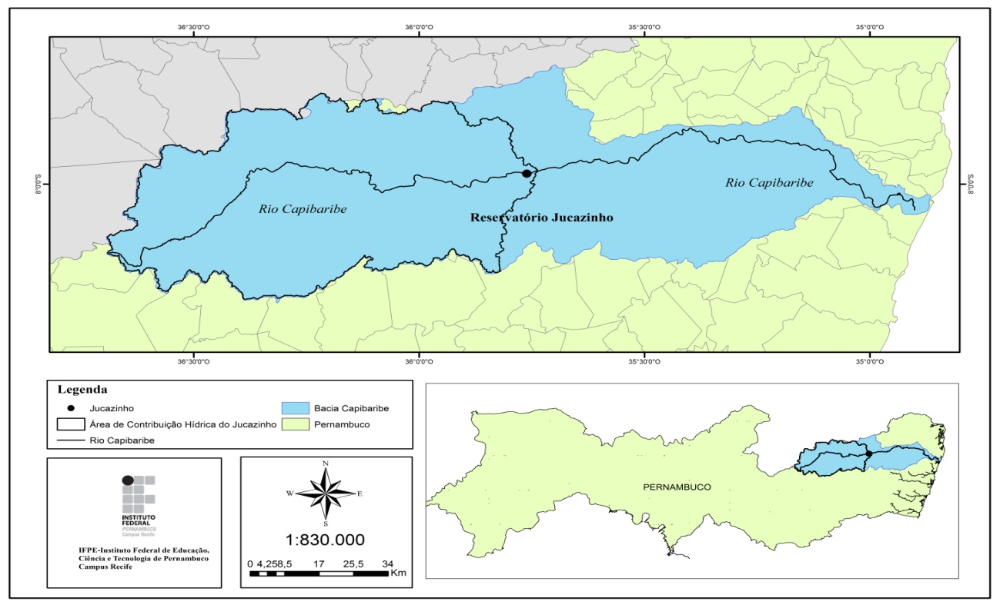 36°30'0"O 36°0'0"O 35°30'0"O 35°0'0"O
8°0'0"S 8°0'0"S
Rio Capibaribe
Rio Capibaribe
Reservatório Jucazinho
36°30'0"O 36°0'0"O 35°30'0"O 35°0'0"O
Legenda
Jucazinho
Área de Contribuição Hídrica do Jucazinho
Rio Capibaribe
Bacia Capibaribe
Pernambuco
INSTITUTO
FEDERAL
PERNAMBUCO
Campus Recife
IFPE-Instituto Federal de Educação,
Ciência e Tecnologia de Pernambuco
Campus Recife
N
W E
S
1:830.000
0 4,258,5 17 25,5 34
Km
PERNAMBUCO